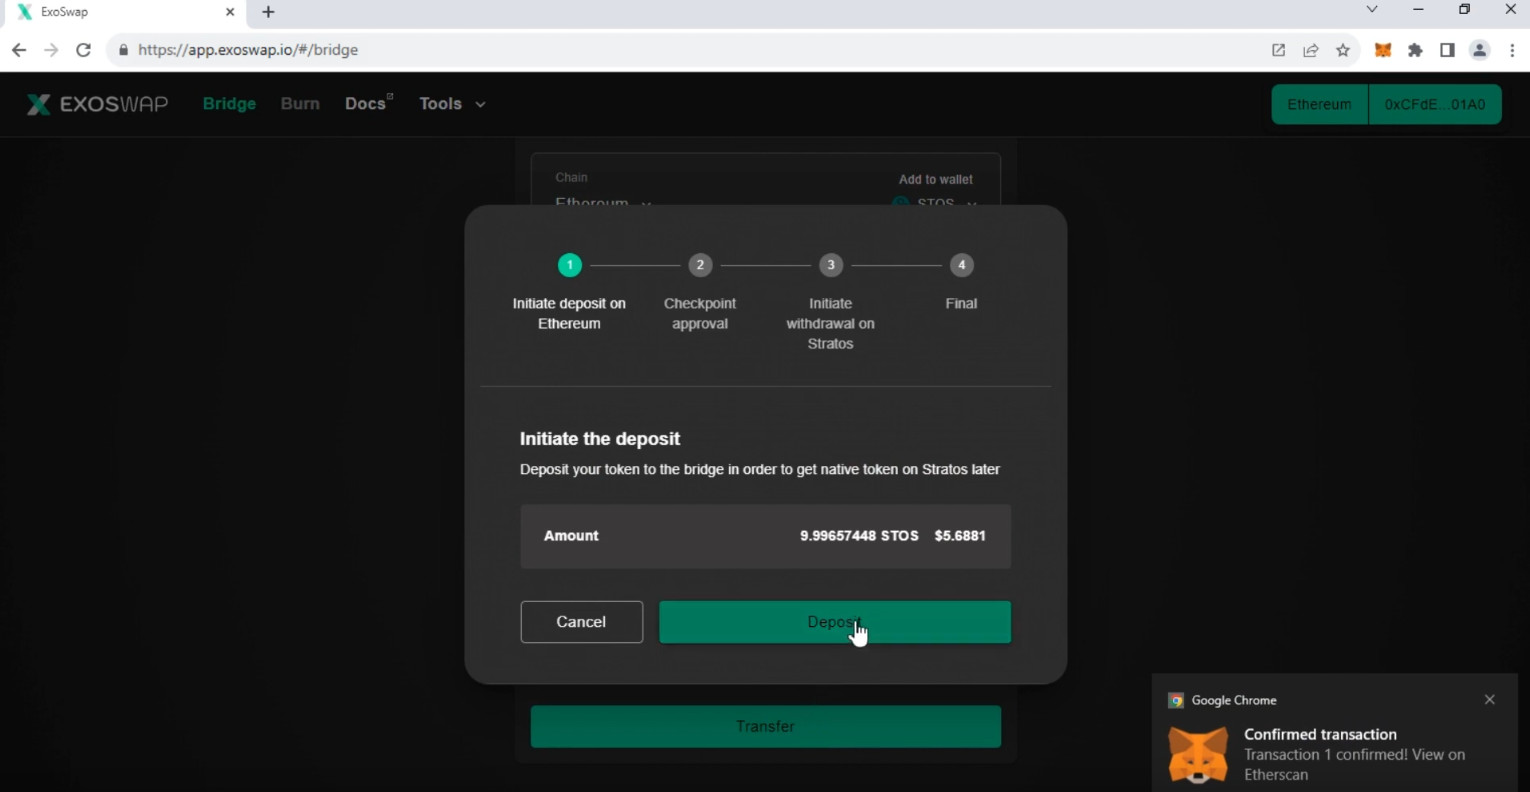 ExoSwap
https://app.exoswap.io/#/bridge
EXOSWAP Bridge Burn Docs Tools Ethereum 0xCFdE...01A0
Chain Add to wallet
Ethereum STOS
1 2 3 4
Initiate deposit on
Ethereum
Checkpoint
approval
Initiate
withdrawal on
Stratos
Final
Initiate the deposit
Deposit your token to the bridge in order to get native token on Stratos later
Amount 9.99657448 STOS $5.6881
Cancel Deposit
Transfer
Google Chrome
Confirmed transaction
Transaction 1 confirmed! View on
Etherscan